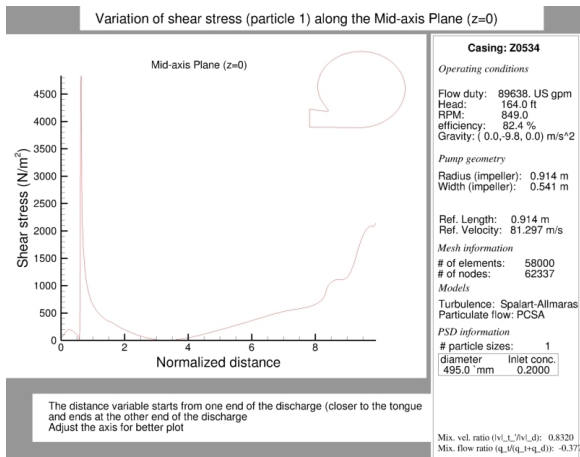 Variation of shear stress (particle 1) along the Mid-axis Plane (z=0)
Mid-axis Plane (z=0)
Shear stress (N/m²)
4500
4000
3500
3000
2500
2000
1500
1000
500
0
0 2 4 6 8
Normalized distance
The distance variable starts from one end of the discharge (closer to the tongue
and ends at the other end of the discharge
Adjust the axis for better plot
Casing: Z0534
Operating conditions
Flow duty: 89638. US gpm
Head: 164.0 ft
RPM: 849.0
efficiency: 82.4 %
Gravity: ( 0.0,-9.8, 0.0) m/s^2
Pump geometry
Radius (impeller): 0.914 m
Width (impeller): 0.541 m
Ref. Length: 0.914 m
Ref. Velocity: 81.297 m/s
Mesh information
# of elements: 58000
# of nodes: 62337
Models
Turbulence: Spalart-Allmaras
Particulate flow: PCSA
PSD information
# particle sizes: 1
diameter Inlet conc.
495.0 `mm 0.2000
Mix. vel. ratio (|v|_t_'/|v|_d): 0.8320
Mix. flow ratio (q_t/(q_t+q_d)):